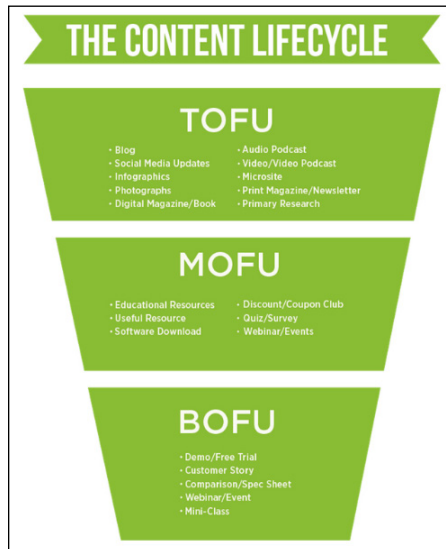 THE CONTENT LIFECYCLE
TOFU
• Blog
• Social Media Updates
• Infographics
• Photographs
• Digital Magazine/Book
• Audio Podcast
• Video/Video Podcast
• Microsite
• Print Magazine/Newsletter
• Primary Research
MOFU
• Educational Resources
• Useful Resource
• Software Download
• Discount/Coupon Club
• Quiz/Survey
• Webinar/Events
BOFU
• Demo/Free Trial
• Customer Story
• Comparison/Spec Sheet
• Webinar/Event
• Mini-Class